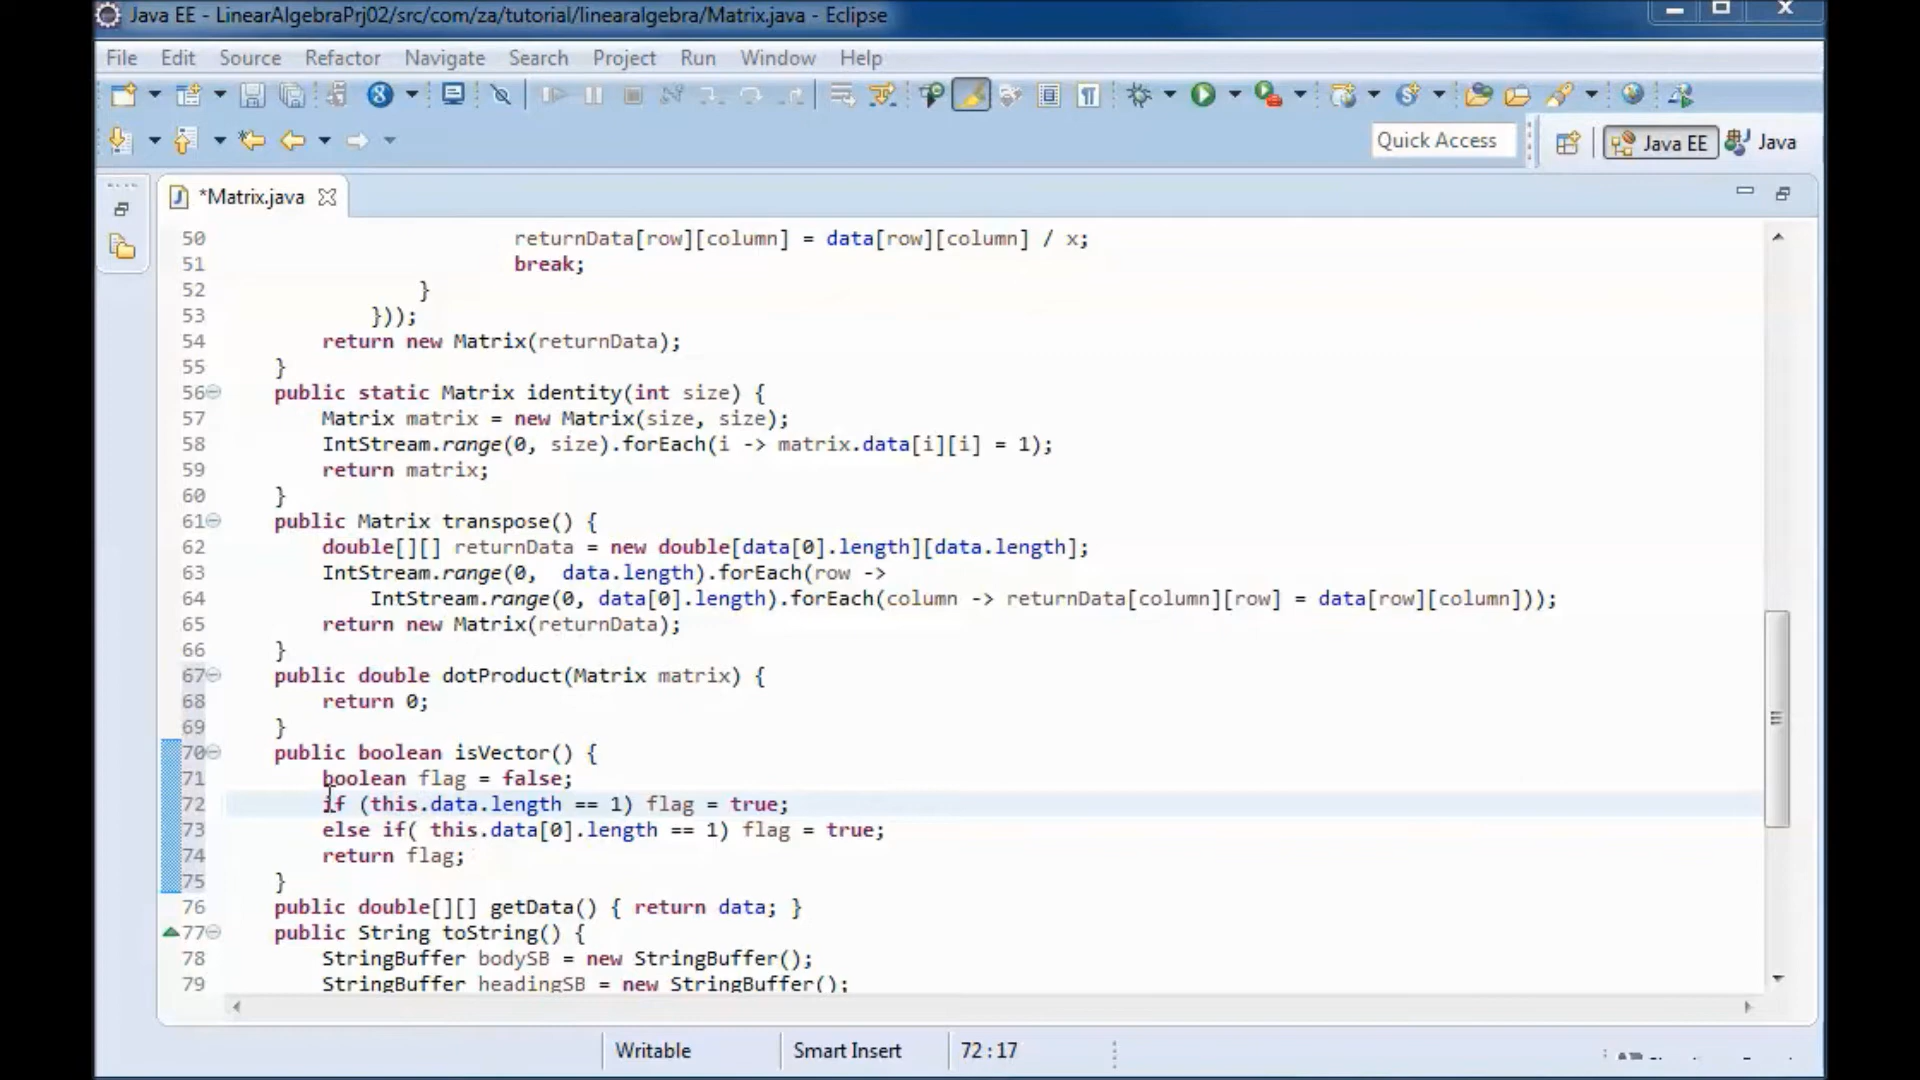 Java EE - LinearAlgebraPrj02/src/com/za/tutorial/linearalgebra/Matrix.java - Eclipse
File Edit Source Refactor Navigate Search Project Run Window Help
Quick Access Java EE Java
*Matrix.java
50 returnData[row][column] = data[row][column] / x;
51 break;
52 }
53 }));
54 return new Matrix(returnData);
55 }
56 public static Matrix identity(int size) {
57 Matrix matrix = new Matrix(size, size);
58 IntStream.range(0, size).forEach(i -> matrix.data[i][i] = 1);
59 return matrix;
60 }
61 public Matrix transpose() {
62 double[][] returnData = new double[data[0].length][data.length];
63 IntStream.range(0, data.length).forEach(row ->
64 IntStream.range(0, data[0].length).forEach(column -> returnData[column][row] = data[row][column]));
65 return new Matrix(returnData);
66 }
67 public double dotProduct(Matrix matrix) {
68 return 0;
69 }
70 public boolean isVector() {
71 boolean flag = false;
72 if (this.data.length == 1) flag = true;
73 else if( this.data[0].length == 1) flag = true;
74 return flag;
75 }
76 public double[][] getData() { return data; }
77 public String toString() {
78 StringBuffer bodySB = new StringBuffer();
79 StringBuffer headingSB = new StringBuffer();
Writable Smart Insert 72 : 17